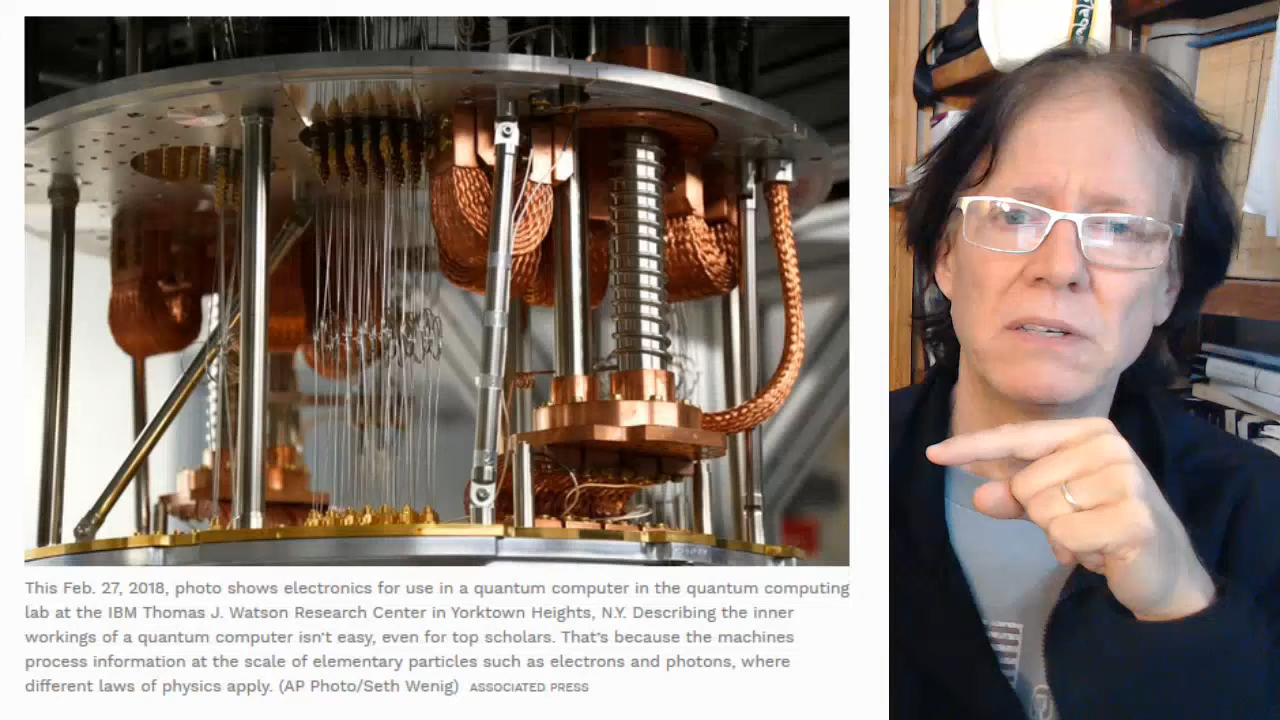 This Feb. 27, 2018, photo shows electronics for use in a quantum computer in the quantum computing
lab at the IBM Thomas J. Watson Research Center in Yorktown Heights, N.Y. Describing the inner
workings of a quantum computer isn't easy, even for top scholars. That's because the machines
process information at the scale of elementary particles such as electrons and photons, where
different laws of physics apply. (AP Photo/Seth Wenig) ASSOCIATED PRESS